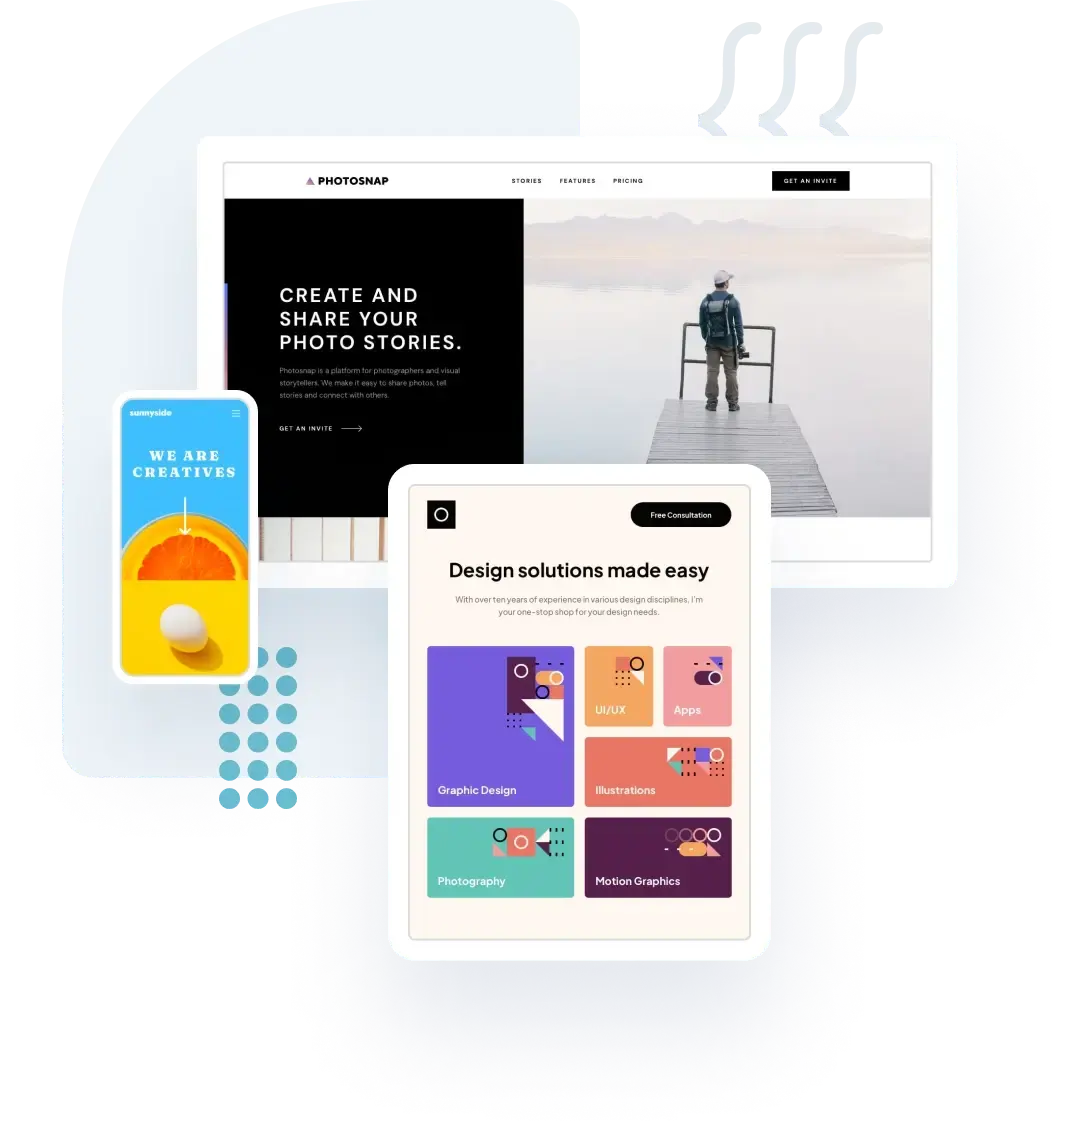 PHOTOSNAP
STORIES FEATURES PRICING
GET AN INVITE
CREATE AND
SHARE YOUR
PHOTO STORIES.
Photosnap is a platform for photographers and visual
storytellers. We make it easy to share photos, tell
stories and connect with others.
GET AN INVITE
sunnyside
WE ARE
CREATIVES
Free Consultation
Design solutions made easy
With over ten years of experience in various design disciplines, I'm
your one-stop shop for your design needs.
Graphic Design
UI/UX
Apps
Illustrations
Photography
Motion Graphics